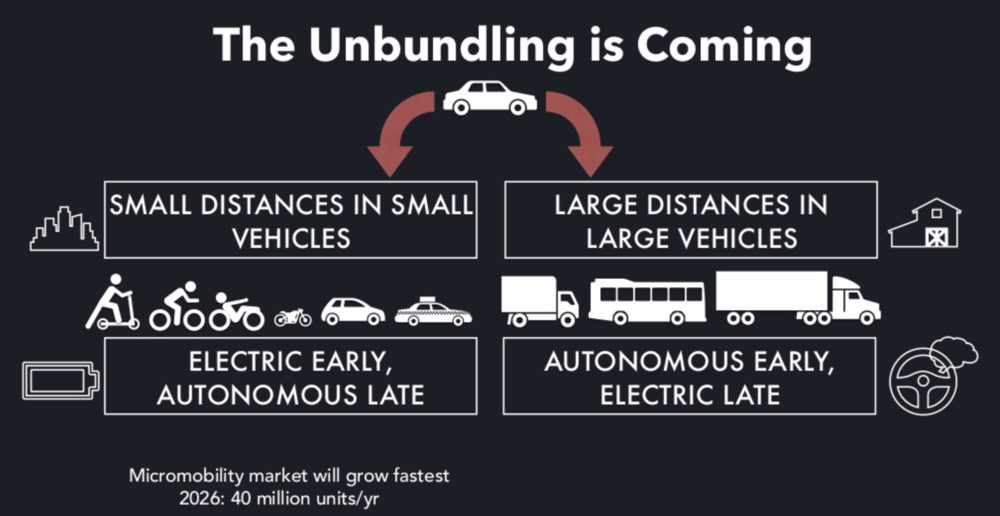 The Unbundling is Coming
SMALL DISTANCES IN SMALL
VEHICLES
LARGE DISTANCES IN
LARGE VEHICLES
ELECTRIC EARLY,
AUTONOMOUS LATE
AUTONOMOUS EARLY,
ELECTRIC LATE
Micromobility market will grow fastest
2026: 40 million units/yr